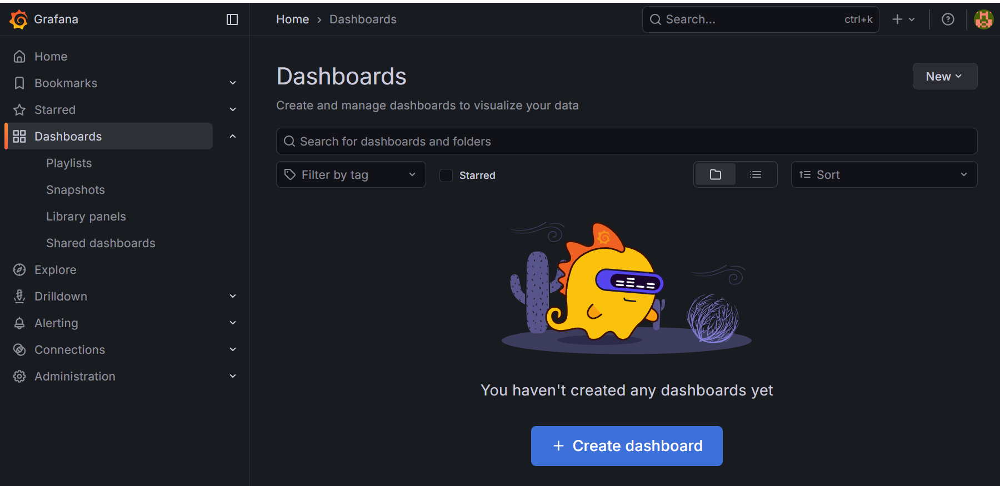 Grafana
Home › Dashboards
Search...
ctrl+k
Home
Bookmarks
Starred
Dashboards
Playlists
Snapshots
Library panels
Shared dashboards
Explore
Drilldown
Alerting
Connections
Administration
Dashboards
New
Create and manage dashboards to visualize your data
Search for dashboards and folders
Filter by tag
Starred
Sort
You haven't created any dashboards yet
+ Create dashboard